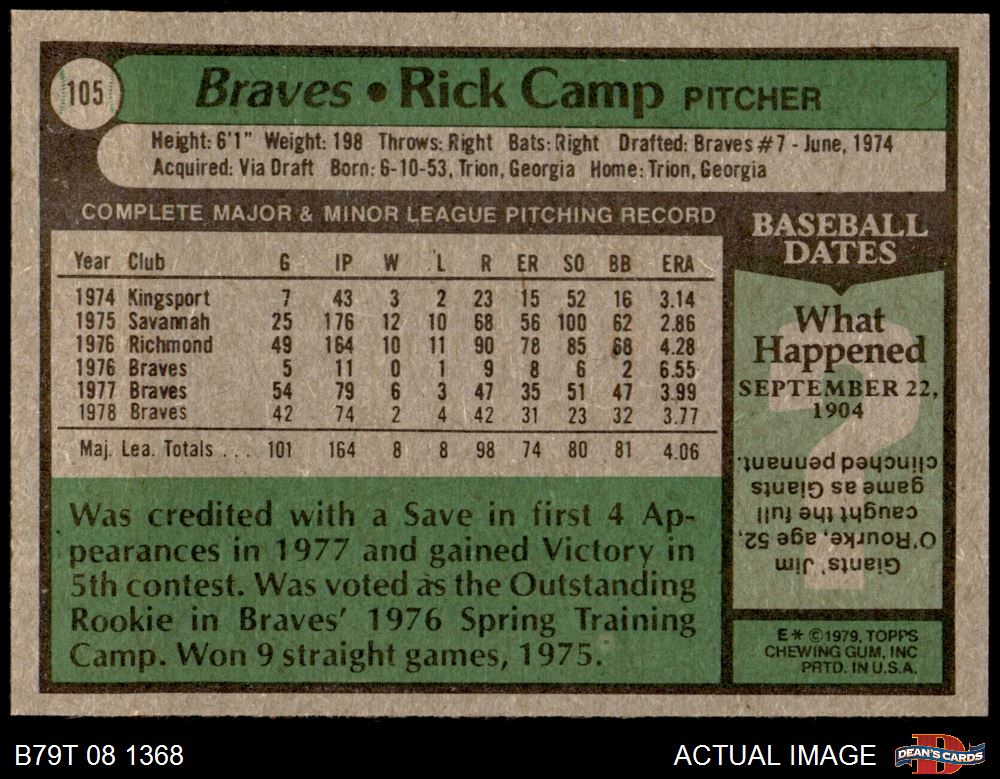 105
Braves • Rick Camp PITCHER
Height: 6'1" Weight: 198 Throws: Right Bats: Right Drafted: Braves #7 - June, 1974
Acquired: Via Draft Born: 6-10-53, Trion, Georgia Home: Trion, Georgia
COMPLETE MAJOR & MINOR LEAGUE PITCHING RECORD
Year Club G IP W L R ER SO BB ERA
1974 Kingsport 7 43 3 2 23 15 52 16 3.14
1975 Savannah 25 176 12 10 68 56 100 62 2.86
1976 Richmond 49 164 10 11 90 78 85 68 4.28
1976 Braves 5 11 0 1 9 8 6 2 6.55
1977 Braves 54 79 6 3 47 35 51 47 3.99
1978 Braves 42 74 2 4 42 31 23 32 3.77
Maj. Lea. Totals . . . 101 164 8 8 98 74 80 81 4.06
Was credited with a Save in first 4 Ap-
pearances in 1977 and gained Victory in
5th contest. Was voted as the Outstanding
Rookie in Braves' 1976 Spring Training
Camp. Won 9 straight games, 1975.
BASEBALL
DATES
What
Happened
SEPTEMBER 22,
1904
Giants' Jim
O'Rourke, age 52,
caught the full
game as Giants
clinched pennant.
E* ©1979, TOPPS
CHEWING GUM, INC
PRTD. IN U.S.A.
B79T 08 1368
ACTUAL IMAGE
DEAN'S CARDS